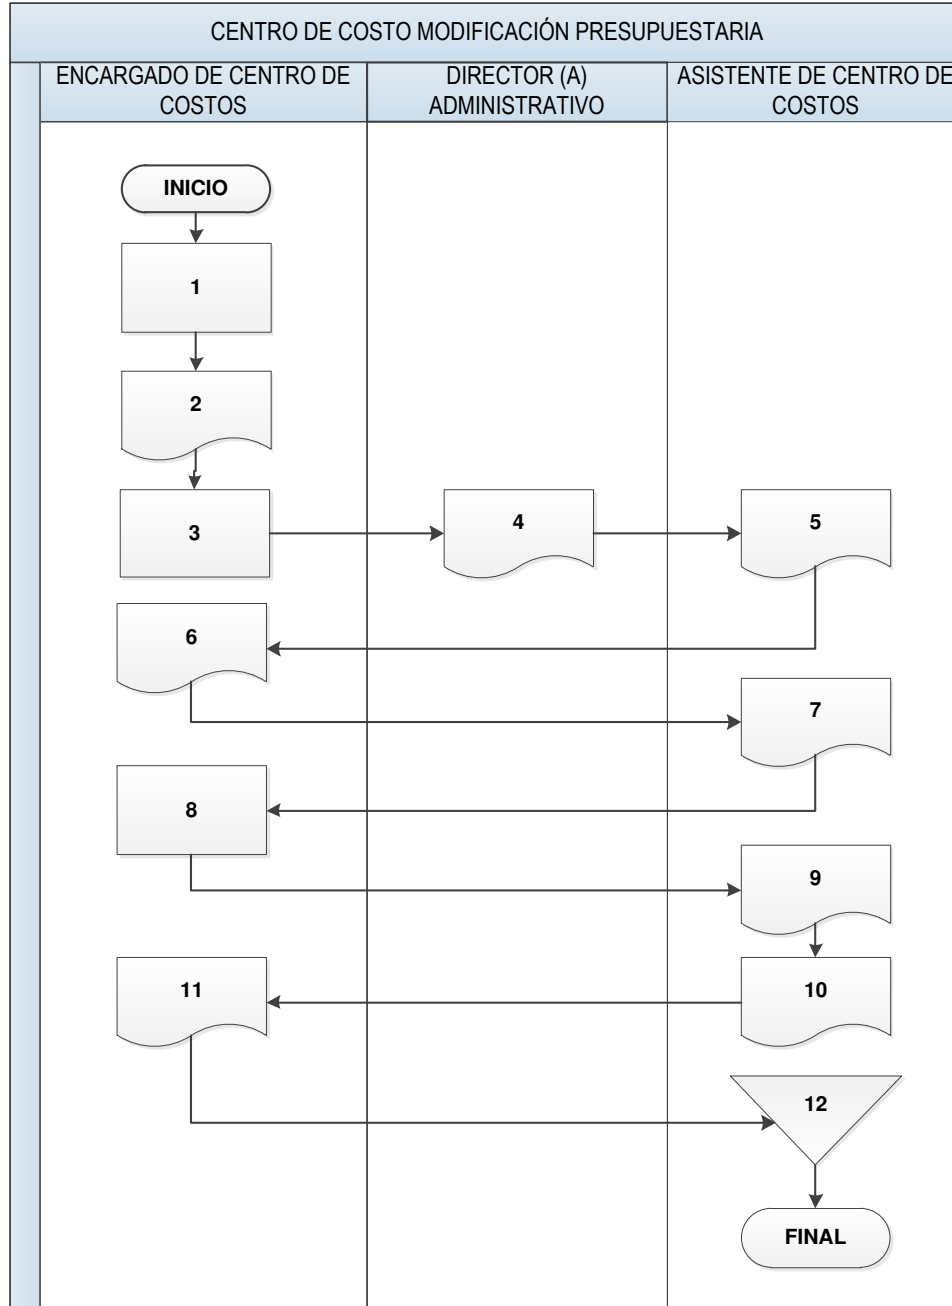 CENTRO DE COSTO MODIFICACIÓN PRESUPUESTARIA
ENCARGADO DE CENTRO DE
COSTOS
DIRECTOR (A)
ADMINISTRATIVO
ASISTENTE DE CENTRO DE
COSTOS
INICIO
1
2
3
4
5
6
7
8
9
11
10
12
FINAL